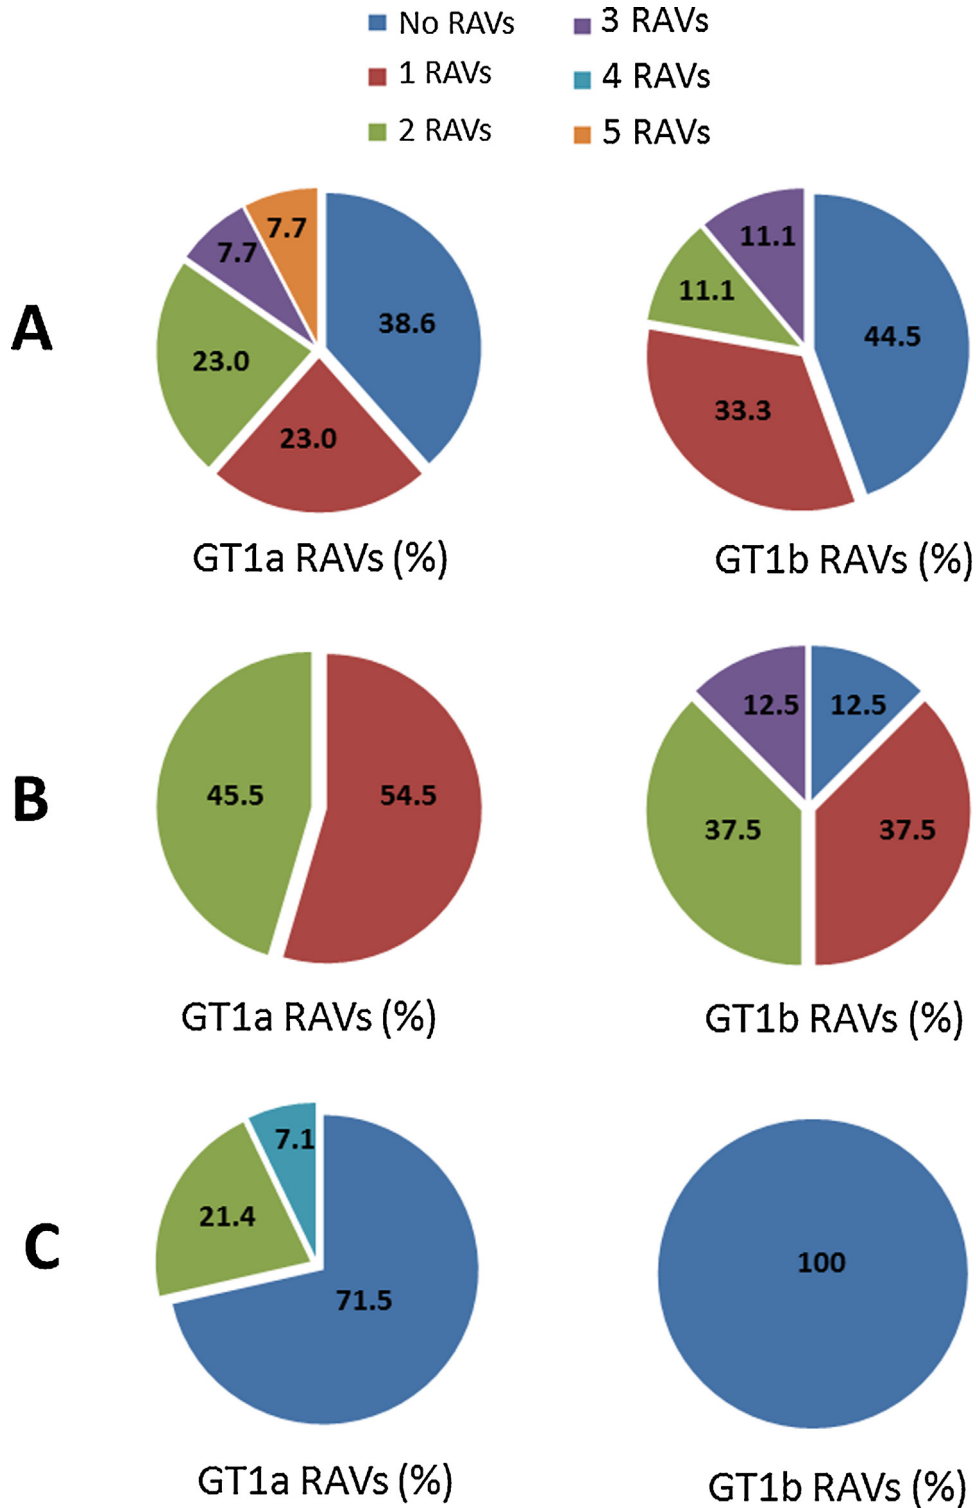 No RAVs
3 RAVs
1 RAVs
4 RAVs
2 RAVs
5 RAVs
A
7.7
7.7
38.6
23.0
23.0
GT1a RAVs (%)
11.1
11.1
44.5
33.3
GT1b RAVs (%)
B
45.5
54.5
GT1a RAVs (%)
12.5
12.5
37.5
37.5
GT1b RAVs (%)
C
7.1
21.4
71.5
GT1a RAVs (%)
100
GT1b RAVs (%)